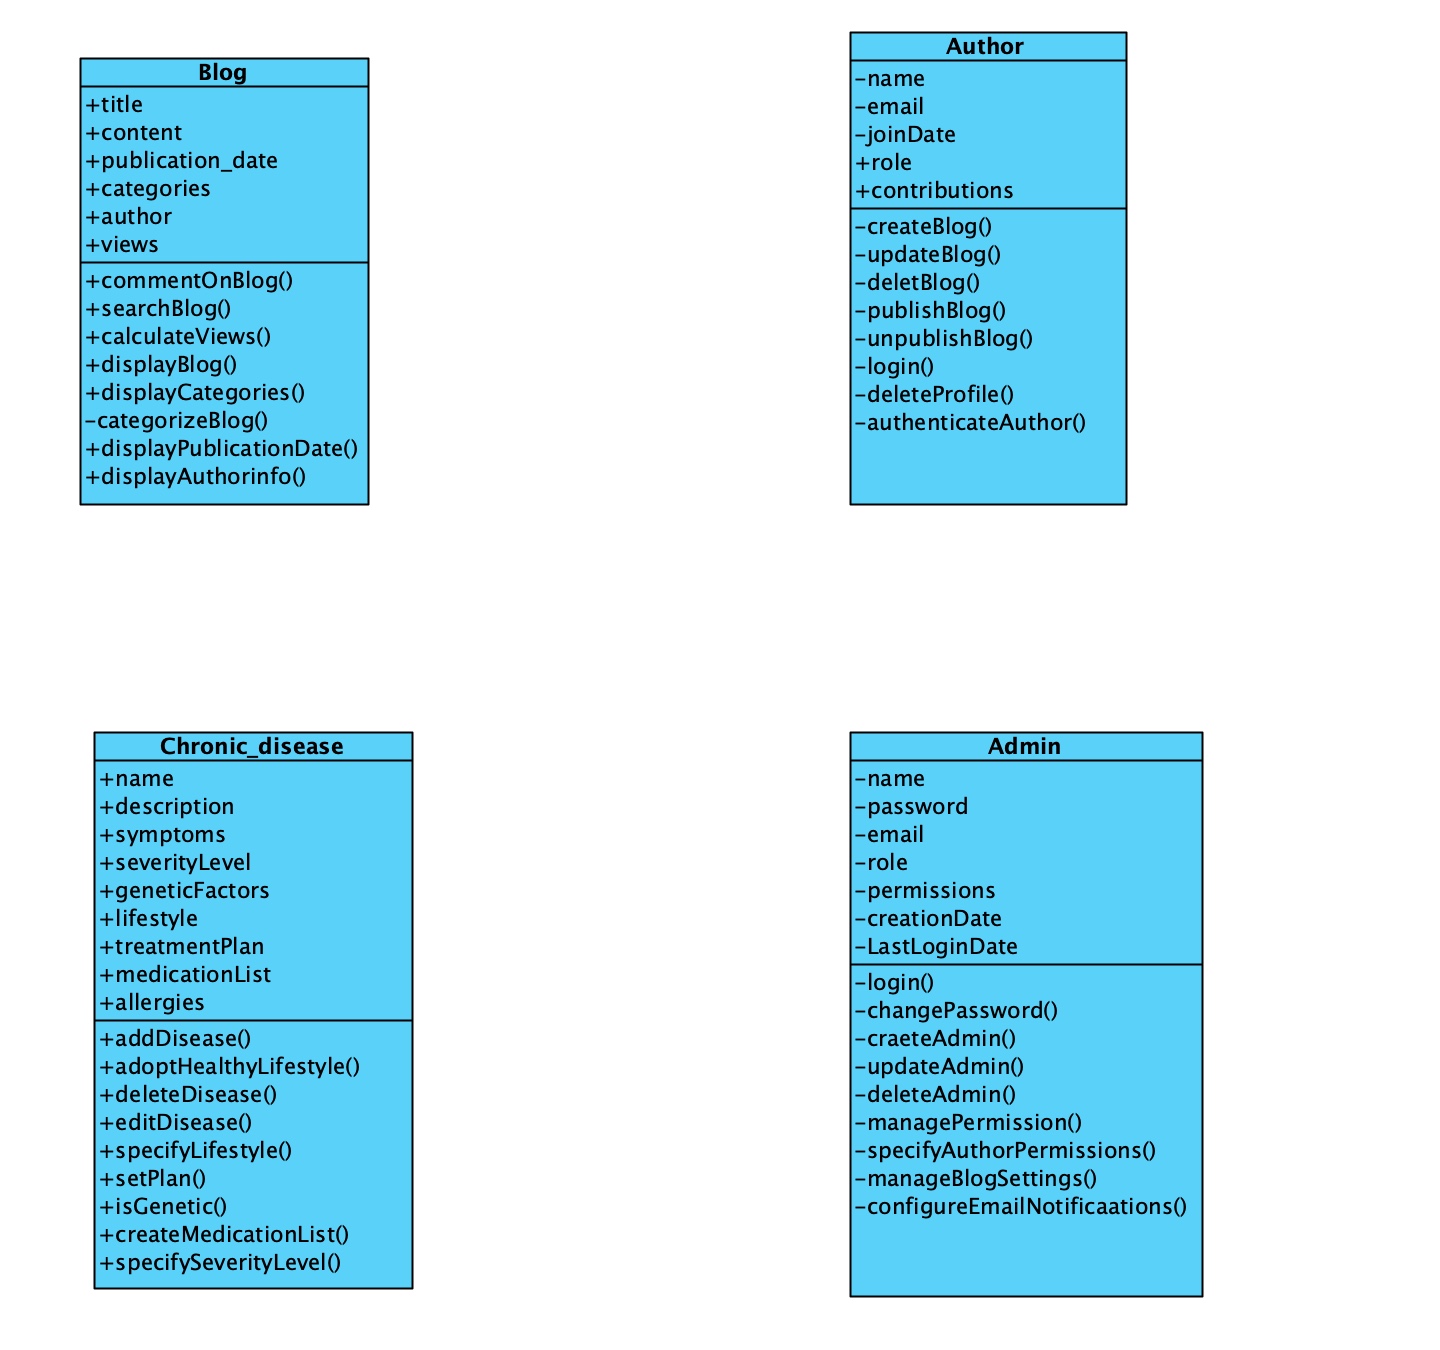 Blog
+title
+content
+publication_date
+categories
+author
+views
+commentOnBlog()
+searchBlog()
+calculateViews()
+displayBlog()
+displayCategories()
-categorizeBlog()
+displayPublicationDate()
+displayAuthorinfo()
Author
-name
-email
-joinDate
+role
+contributions
-createBlog()
-updateBlog()
-deletBlog()
-publishBlog()
-unpublishBlog()
-login()
-deleteProfile()
-authenticateAuthor()
Chronic_disease
+name
+description
+symptoms
+severityLevel
+geneticFactors
+lifestyle
+treatmentPlan
+medicationList
+allergies
+addDisease()
+adoptHealthyLifestyle()
+deleteDisease()
+editDisease()
+specifyLifestyle()
+setPlan()
+isGenetic()
+createMedicationList()
+specifySeverityLevel()
Admin
-name
-password
-email
-role
-permissions
-creationDate
-LastLoginDate
-login()
-changePassword()
-craeteAdmin()
-updateAdmin()
-deleteAdmin()
-managePermission()
-specifyAuthorPermissions()
-manageBlogSettings()
-configureEmailNotificaations()